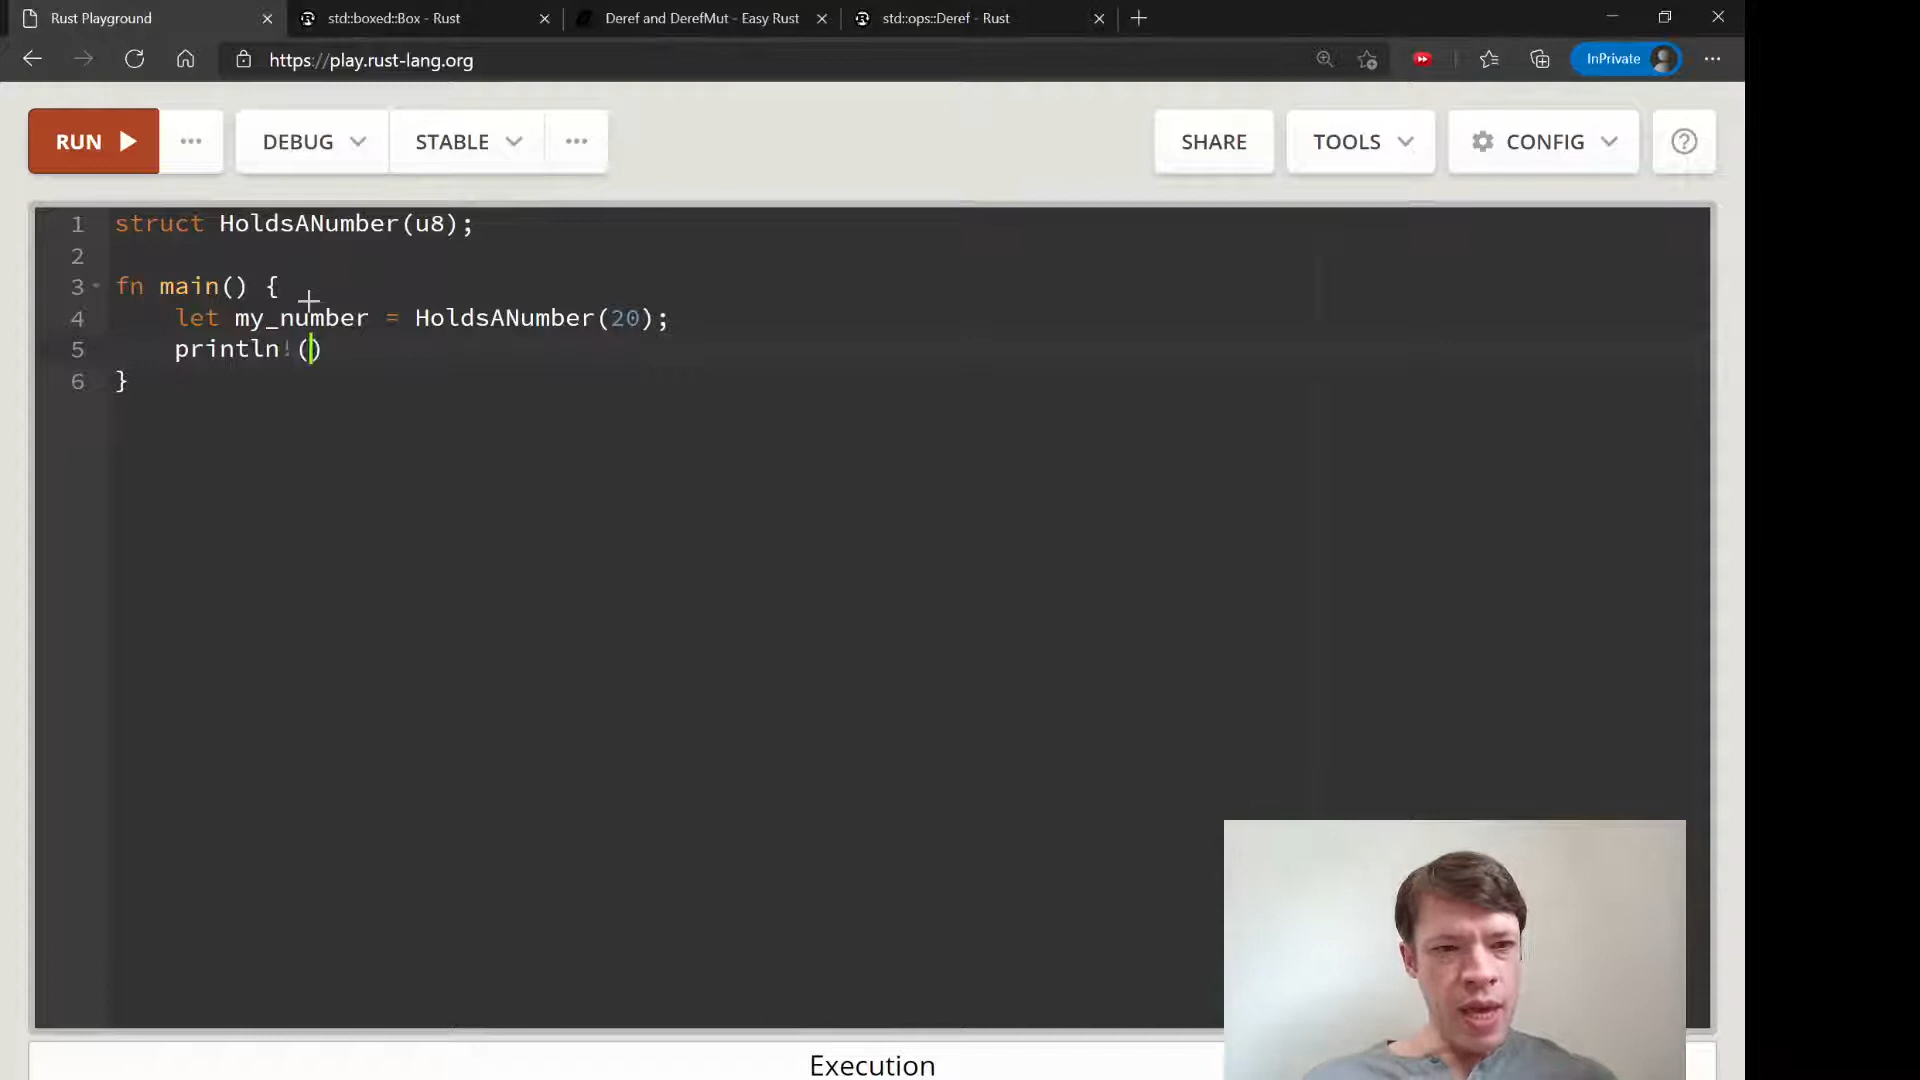 Rust Playground
std::boxed::Box - Rust
Deref and DerefMut - Easy Rust
std::ops::Deref - Rust
https://play.rust-lang.org
InPrivate
RUN
DEBUG
STABLE
SHARE
TOOLS
CONFIG
1 struct HoldsANumber(u8);
2
3 fn main() {
4 let my_number = HoldsANumber(20);
5 println!()
6 }
Execution